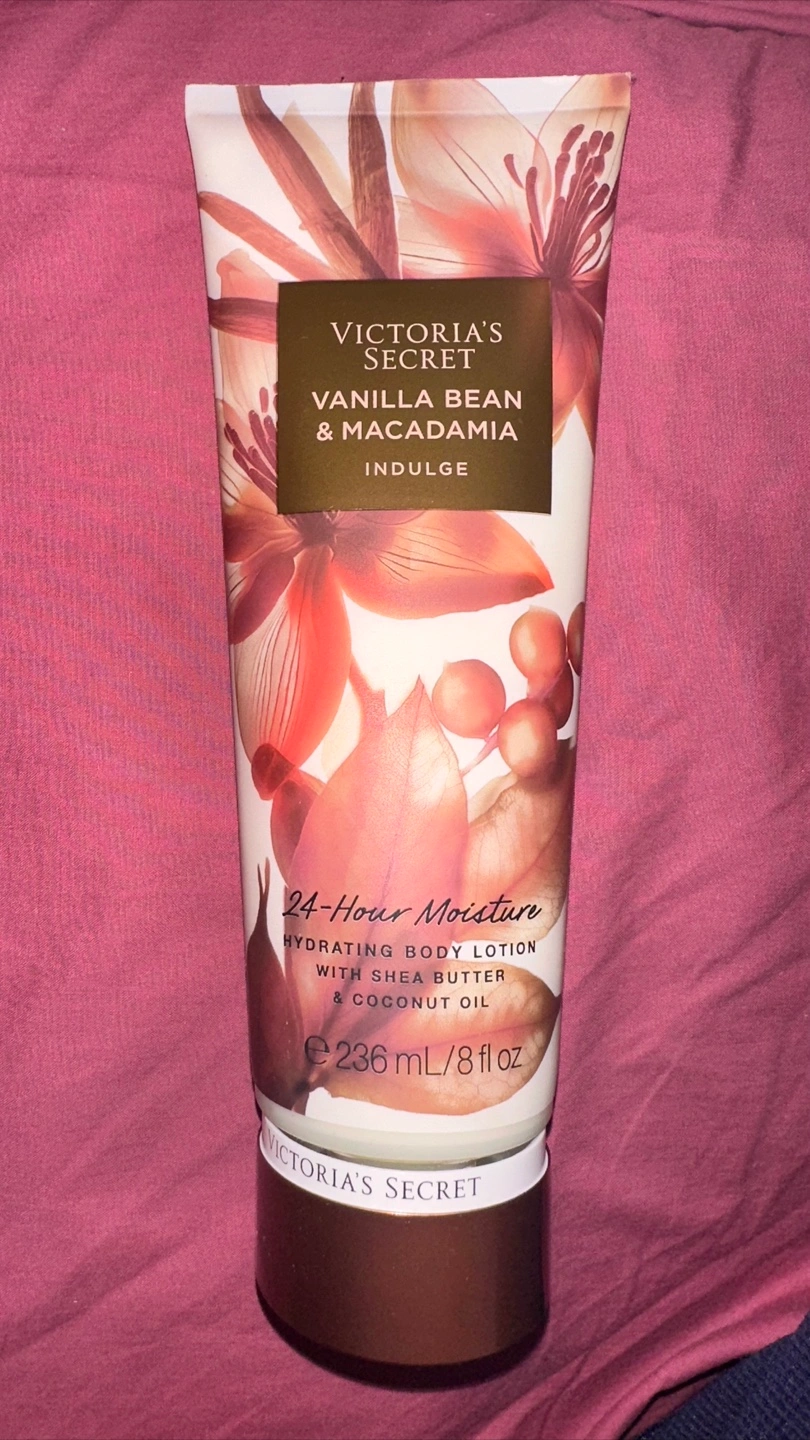 VICTORIA'S
SECRET
VANILLA BEAN
& MACADAMIA
INDULGE
24-Hour Moisture
HYDRATING BODY LOTION
WITH SHEA BUTTER
& COCONUT OIL
℮ 236 mL/8 fl oz
VICTORIA'S SECRET